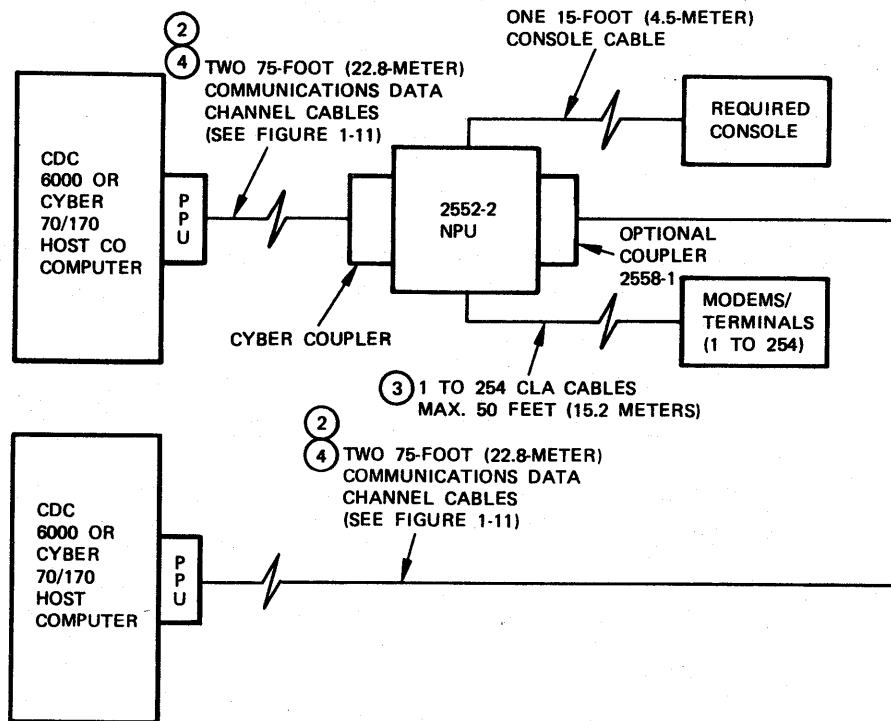 2
4 TWO 75-FOOT (22.8-METER)
COMMUNICATIONS DATA
CHANNEL CABLES
(SEE FIGURE 1-11)
ONE 15-FOOT (4.5-METER)
CONSOLE CABLE
REQUIRED
CONSOLE
CDC
6000 OR
CYBER
70/170
HOST CO
COMPUTER
P
P
U
2552-2
NPU
OPTIONAL
COUPLER
2558-1
CYBER COUPLER
MODEMS/
TERMINALS
(1 TO 254)
3 1 TO 254 CLA CABLES
MAX. 50 FEET (15.2 METERS)
2
4 TWO 75-FOOT (22.8-METER)
COMMUNICATIONS DATA
CHANNEL CABLES
(SEE FIGURE 1-11)
CDC
6000 OR
CYBER
70/170
HOST
COMPUTER
P
P
U